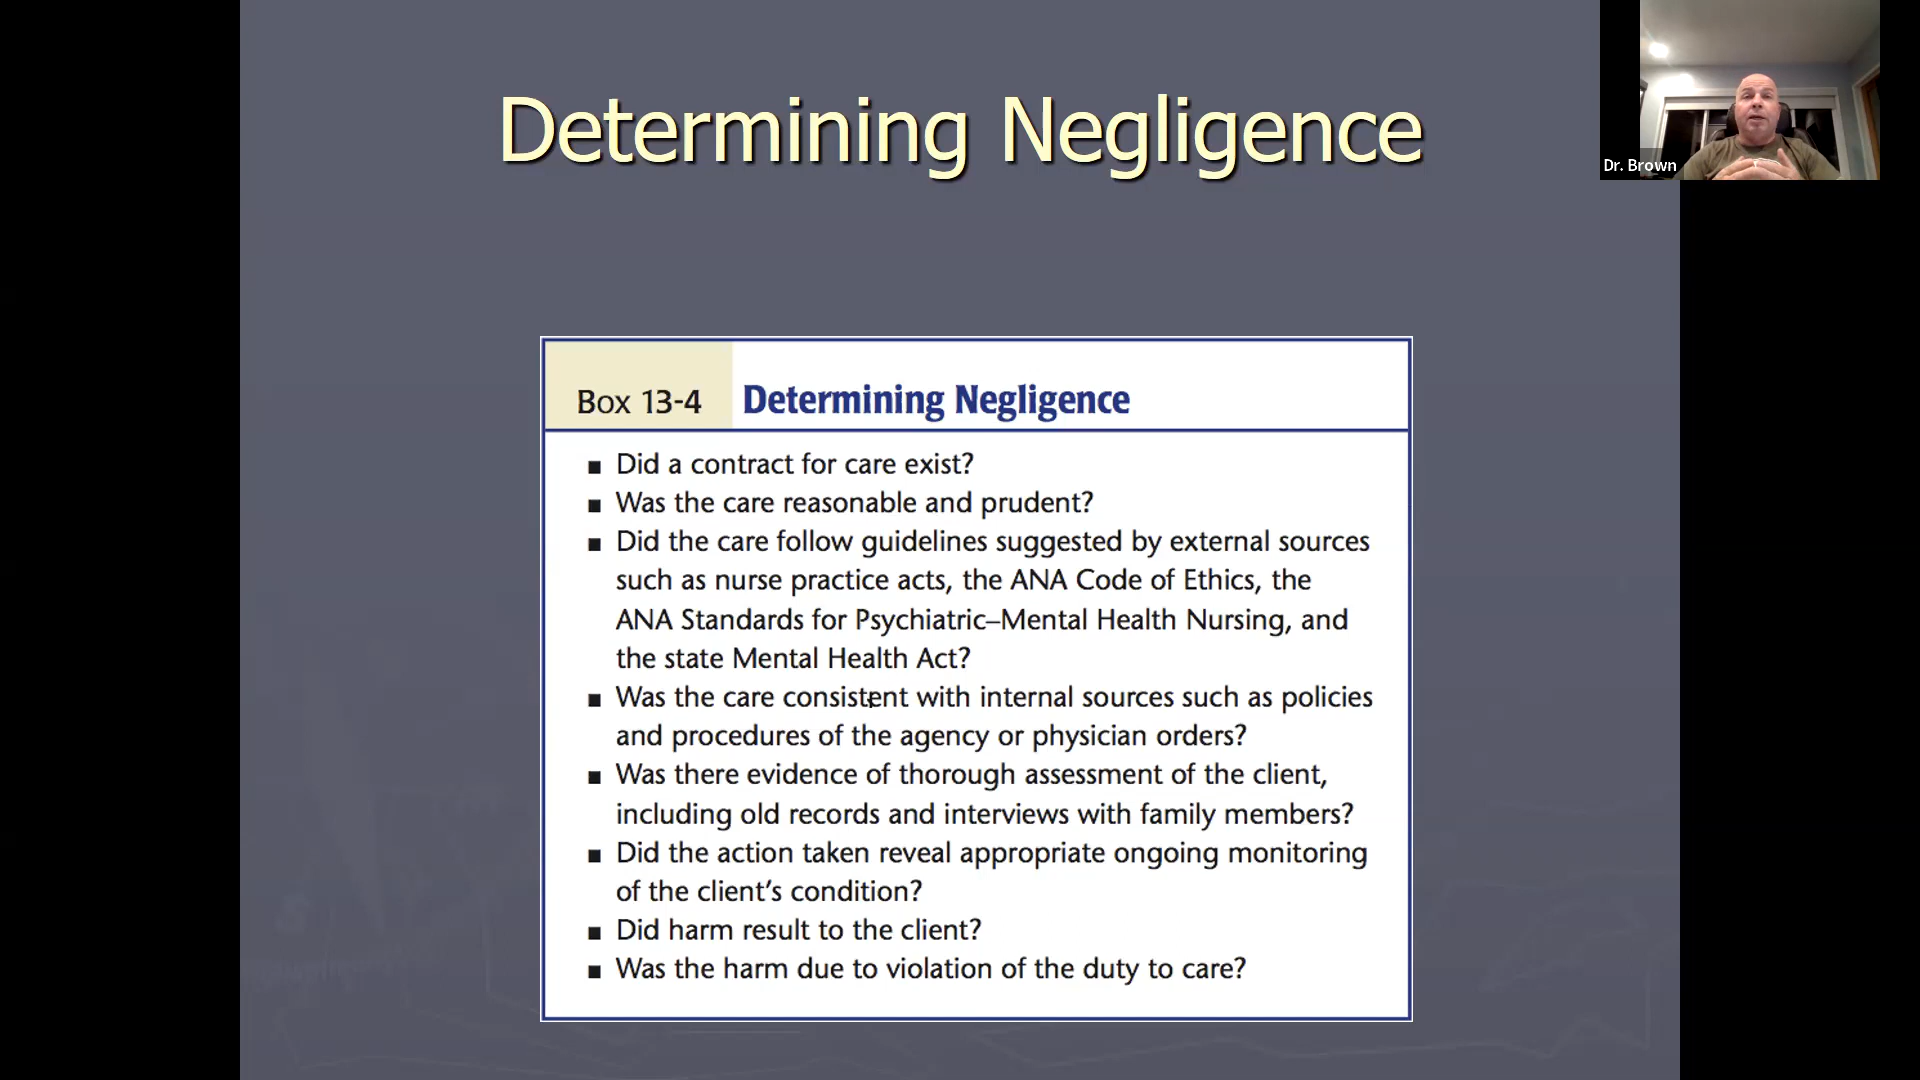 Determining Negligence
Dr. Brown
Box 13-4 Determining Negligence
■ Did a contract for care exist?
■ Was the care reasonable and prudent?
■ Did the care follow guidelines suggested by external sources
such as nurse practice acts, the ANA Code of Ethics, the
ANA Standards for Psychiatric–Mental Health Nursing, and
the state Mental Health Act?
■ Was the care consistent with internal sources such as policies
and procedures of the agency or physician orders?
■ Was there evidence of thorough assessment of the client,
including old records and interviews with family members?
■ Did the action taken reveal appropriate ongoing monitoring
of the client’s condition?
■ Did harm result to the client?
■ Was the harm due to violation of the duty to care?